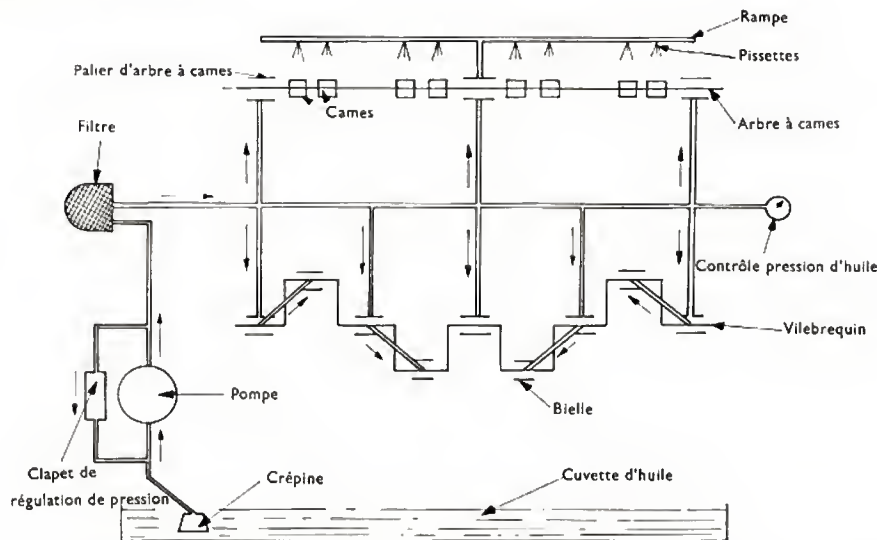 Rampe
Pissettes
Palier d'arbre à cames
Cames
Arbre à cames
Filtre
Contrôle pression d'huile
Vilebrequin
Pompe
Bielle
Clapet de
régulation de pression
Crépine
Cuvette d'huile